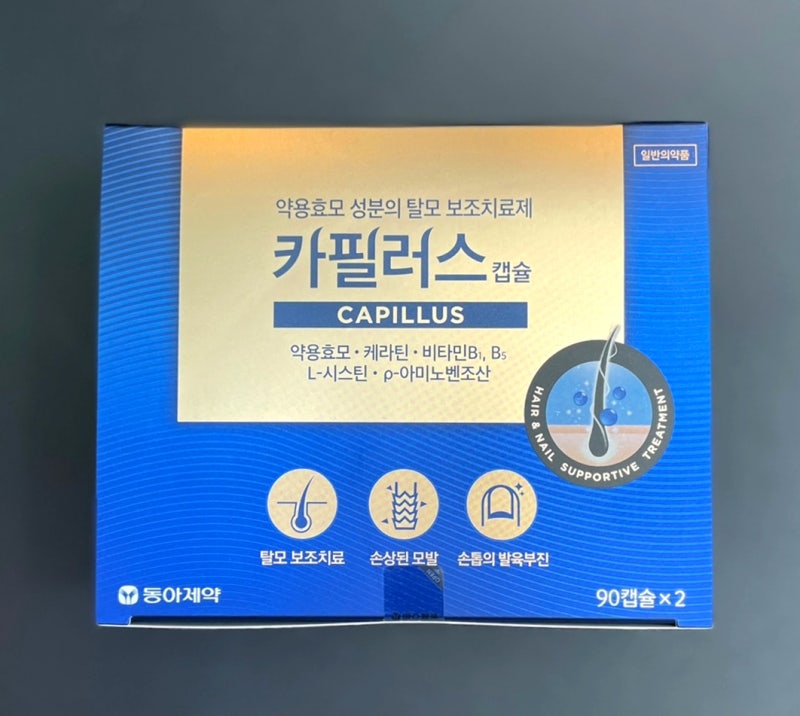 일반의약품
약용효모 성분의 탈모 보조치료제
카필러스 캡슐
CAPILLUS
약용효모 · 케라틴 · 비타민B₁, B₅
L-시스틴 · ρ-아미노벤조산
HAIR & NAIL SUPPORTIVE TREATMENT
탈모 보조치료
손상된 모발
손톱의 발육부진
동아제약
90캡슐×2